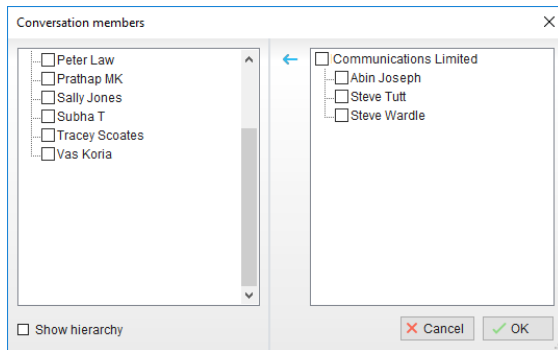 Conversation members
Peter Law
Prathap MK
Sally Jones
Subha T
Tracey Scoates
Vas Koria
Communications Limited
Abin Joseph
Steve Tutt
Steve Wardle
Show hierarchy
Cancel
OK